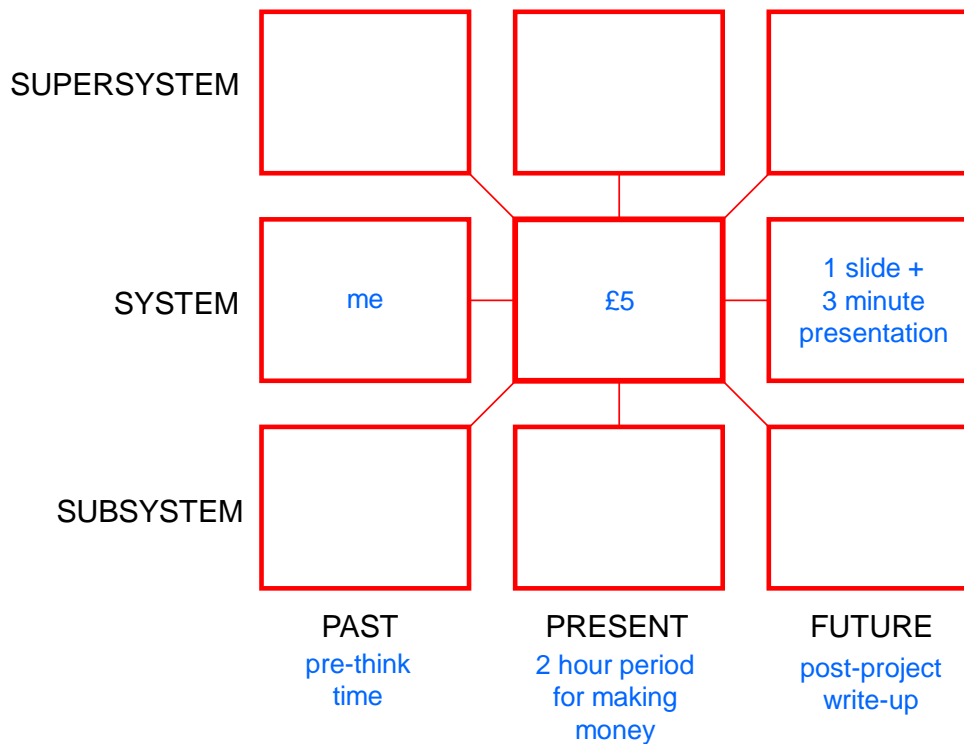 SUPERSYSTEM
SYSTEM
me
£5
1 slide +
3 minute
presentation
SUBSYSTEM
PAST
pre-think
time
PRESENT
2 hour period
for making
money
FUTURE
post-project
write-up